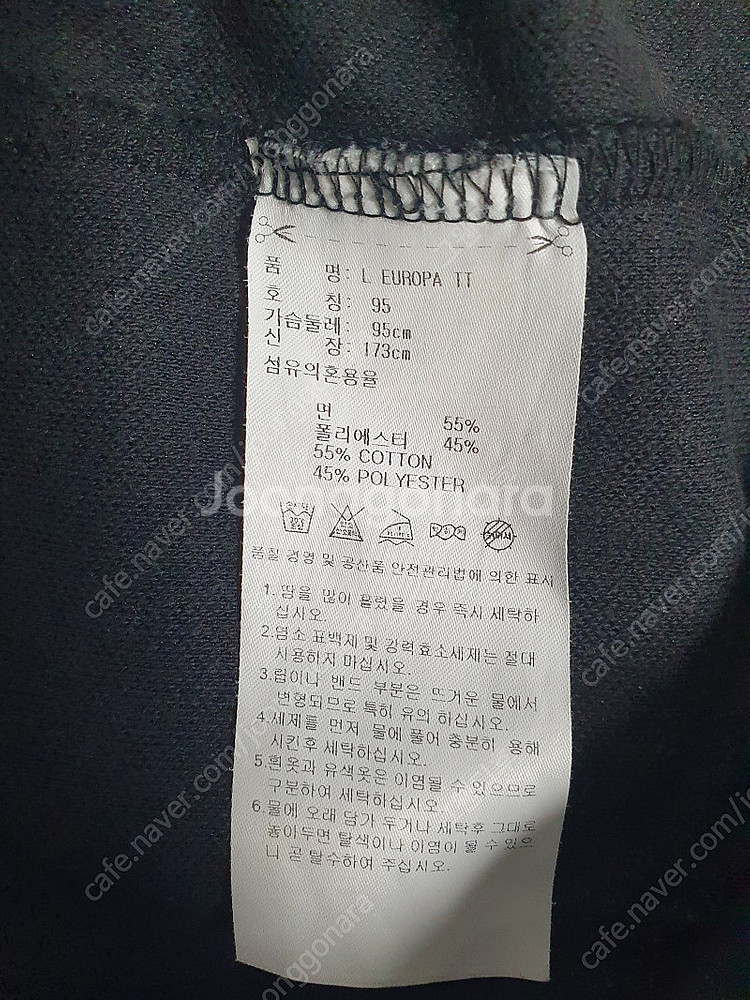 품 명: L EUROPA TT
호 칭: 95
가슴둘레: 95cm
신 장: 173cm
섬유의혼용율
면 55%
폴리에스터 45%
55% COTTON
45% POLYESTER
Joonggonara
품질 경영 및 공산품 안전관리법에 의한 표시
1. 땀을 많이 흘렸을 경우 즉시 세탁하
십시오.
2.염소 표백제 및 강력효소세제는 절대
사용하지 마십시오.
3.립이나 밴드 부분은 뜨거운 물에서
변형되므로 특히 유의 하십시오.
4.세제를 먼저 물에 풀어 충분히 용해
시킨후 세탁하십시오.
5.흰옷과 유색옷은 이염될 수 있으므로
구분하여 세탁하십시오.
6.물에 오래 담가 두거나 세탁후 그대로
놓아두면 탈색이나 이염이 될 수 있으
니 곧 탈수하여 주십시오.